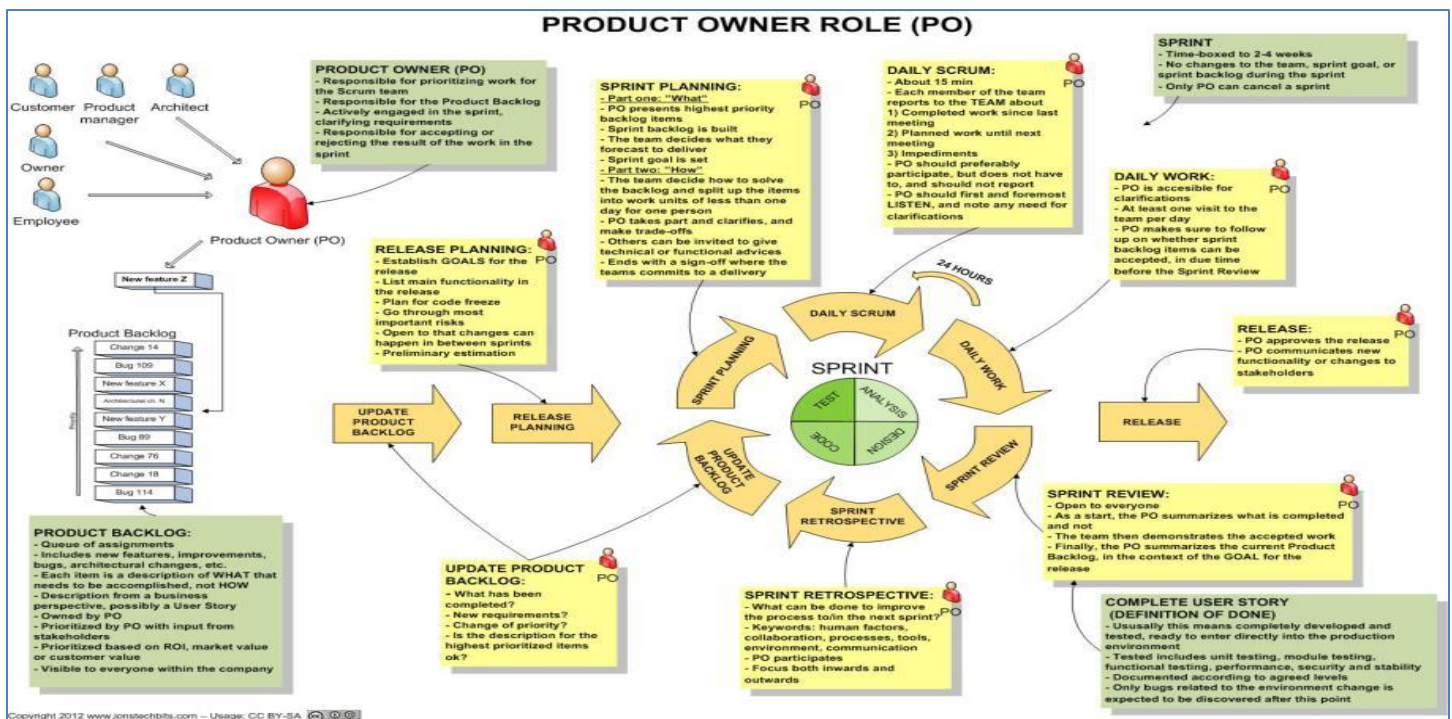 PRODUCT OWNER ROLE (PO)
Customer
Product
manager
Architect
Owner
Employee
Product Owner (PO)
PRODUCT OWNER (PO)
- Responsible for prioritizing work for
the Scrum team
- Responsible for the Product Backlog
- Actively engaged in the sprint,
clarifying requirements
- Responsible for accepting or
rejecting the result of the work in the
sprint
New feature Z
Product Backlog
Change 14
Bug 109
New feature X
Architectural ch. N
New feature Y
Bug 89
Change 76
Change 18
Bug 114
Priority
PRODUCT BACKLOG:
- Queue of assignments
- Includes new features, improvements,
bugs, architectural changes, etc.
- Each item is a description of WHAT that
needs to be accomplished, not HOW
- Description from a business
perspective, possibly a User Story
- Owned by PO
- Prioritized by PO with input from
stakeholders
- Prioritized based on ROI, market value
or customer value
- Visible to everyone within the company
RELEASE PLANNING:
PO
- Establish GOALS for the
release
- List main functionality in
the release
- Plan for code freeze
- Go through most
important risks
- Open to that changes can
happen in between sprints
- Preliminary estimation
SPRINT PLANNING:
PO
- Part one: "What"
- PO presents highest priority
backlog items
- Sprint backlog is built
- The team decides what they
forecast to deliver
- Sprint goal is set
- Part two: "How"
- The team decide how to solve
the backlog and split up the items
into work units of less than one
day for one person
- PO takes part and clarifies, and
make trade-offs
- Others can be invited to give
technical or functional advices
- Ends with a sign-off where the
teams commits to a delivery
DAILY SCRUM:
PO
- About 15 min
- Each member of the team
reports to the TEAM about
1) Completed work since last
meeting
2) Planned work until next
meeting
3) Impediments
- PO should preferably
participate, but does not have
to, and should not report
- PO should first and foremost
LISTEN, and note any need for
clarifications
SPRINT
- Time-boxed to 2-4 weeks
- No changes to the team, sprint goal, or
sprint backlog during the sprint
- Only PO can cancel a sprint
DAILY WORK:
PO
- PO is accesible for
clarifications
- At least one visit to the
team per day
- PO makes sure to follow
up on whether sprint
backlog items can be
accepted, in due time
before the Sprint Review
RELEASE:
PO
- PO approves the release
- PO communicates new
functionality or changes to
stakeholders
UPDATE
PRODUCT
BACKLOG
RELEASE
PLANNING
SPRINT PLANNING
DAILY SCRUM
24 HOURS
DAILY WORK
SPRINT REVIEW
SPRINT
RETROSPECTIVE
UPDATE
PRODUCT
BACKLOG
SPRINT
TEST
ANALYSIS
CODE
DESIGN
RELEASE
UPDATE PRODUCT
BACKLOG:
PO
- What has been
completed?
- New requirements?
- Change of priority?
- Is the description for the
highest prioritized items
ok?
SPRINT RETROSPECTIVE:
PO
- What can be done to improve
the process to/in the next sprint?
- Keywords: human factors,
collaboration, processes, tools,
environment, communication
- PO participates
- Focus both inwards and
outwards
SPRINT REVIEW:
PO
- Open to everyone
- As a start, the PO summarizes what is completed
and not
- The team then demonstrates the accepted work
- Finally, the PO summarizes the current Product
Backlog, in the context of the GOAL for the
release
COMPLETE USER STORY
(DEFINITION OF DONE)
- Ususally this means completely developed and
tested, ready to enter directly into the production
environment
- Tested includes unit testing, module testing,
functional testing, performance, security and stability
- Documented according to agreed levels
- Only bugs related to the environment change is
expected to be discovered after this point
Copyright 2012 www.jonstechbits.com – Usage: CC BY-SA